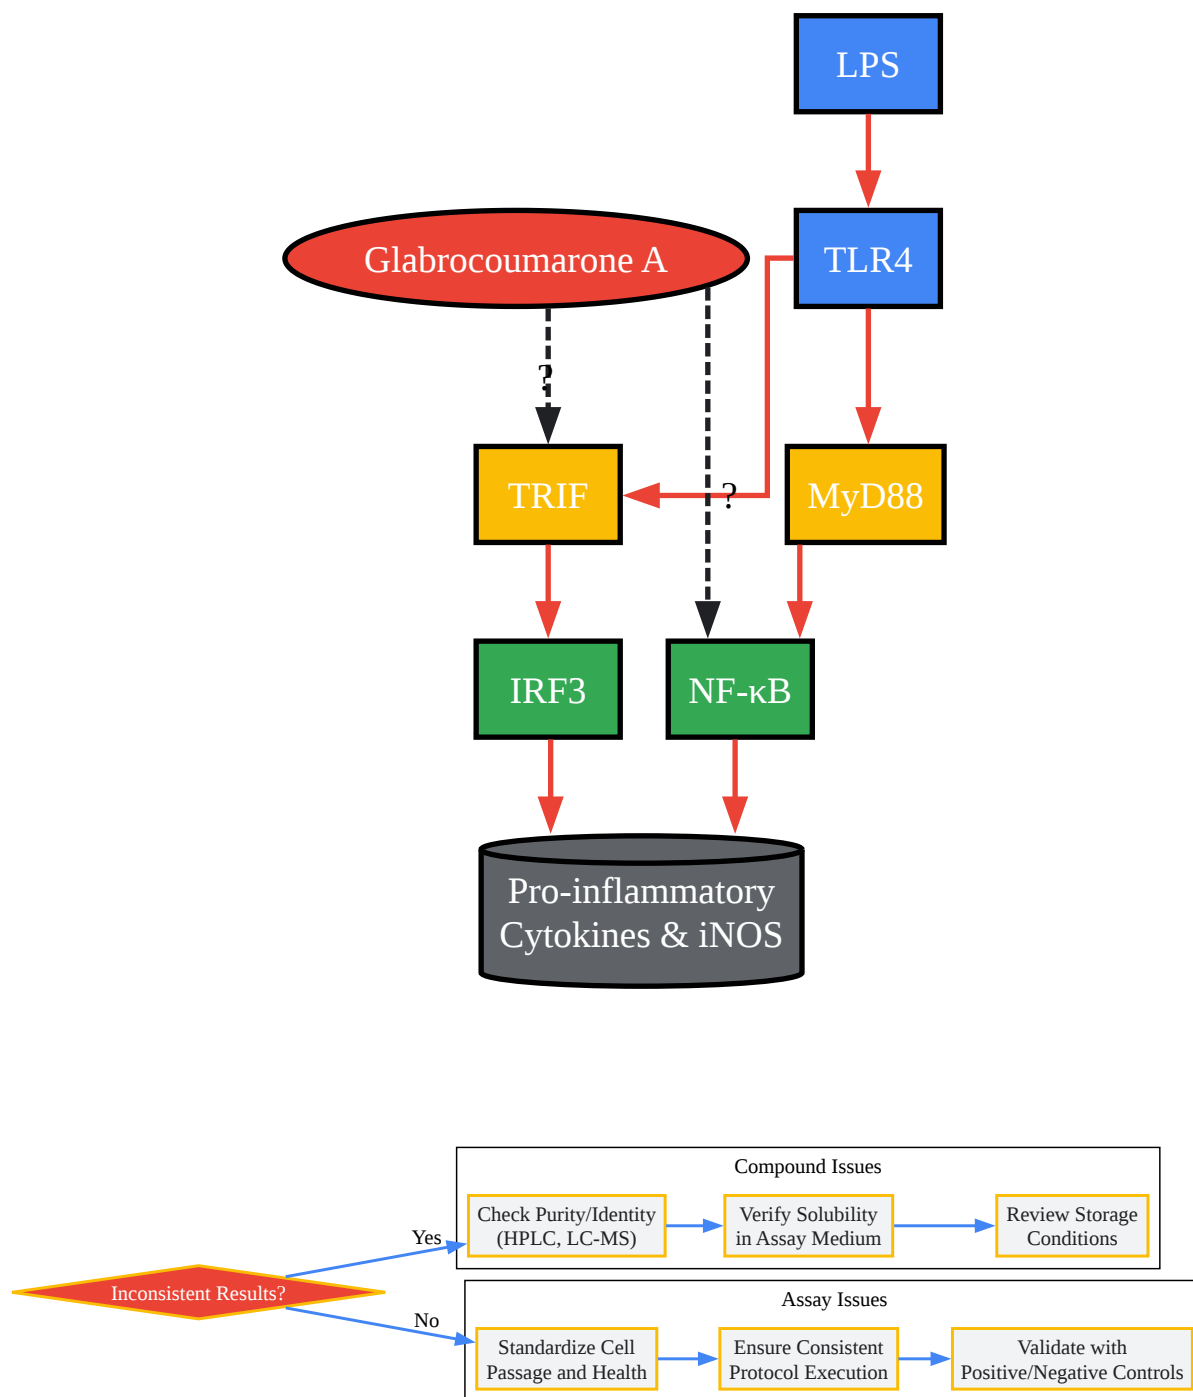 LPS
Glabrocoumarone A
TLR4
?
TRIF
?
MyD88
IRF3
NF-κB
Pro-inflammatory
Cytokines & iNOS
Compound Issues
Check Purity/Identity
(HPLC, LC-MS)
Verify Solubility
in Assay Medium
Review Storage
Conditions
Yes
Inconsistent Results?
No
Assay Issues
Standardize Cell
Passage and Health
Ensure Consistent
Protocol Execution
Validate with
Positive/Negative Controls